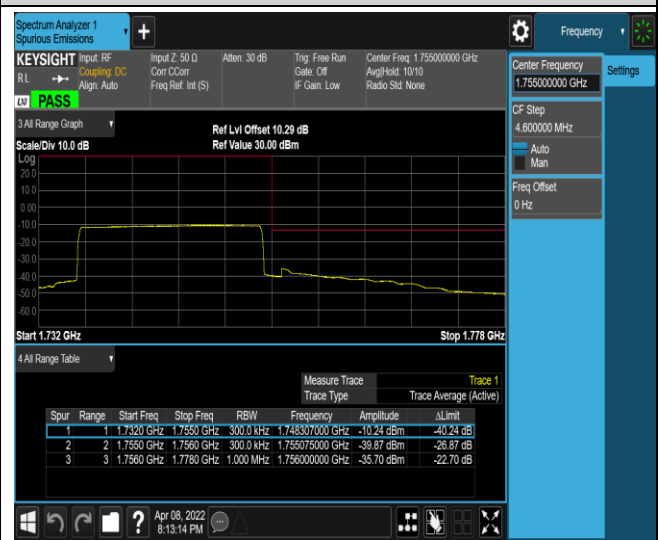 Spectrum Analyzer 1
Spurious Emissions
Frequency
KEYSIGHT Input: RF Input Z: 50 Ω Atten: 30 dB Trig: Free Run Center Freq: 1.755000000 GHz
RL Coupling: DC Corr CCorr Gate: Off Avg|Hold: 10/10
Align: Auto Freq Ref: Int (S) IF Gain: Low Radio Std: None
PASS
Center Frequency
1.755000000 GHz
Settings
CF Step
4.600000 MHz
Auto
Man
Freq Offset
0 Hz
3 All Range Graph
Ref Lvl Offset 10.29 dB
Scale/Div 10.0 dB Ref Value 30.00 dBm
Log
20.0
10.0
0.00
-10.0
-20.0
-30.0
-40.0
-50.0
-60.0
Start 1.732 GHz Stop 1.778 GHz
4 All Range Table
Measure Trace Trace 1
Trace Type Trace Average (Active)
Spur Range Start Freq Stop Freq RBW Frequency Amplitude ΔLimit
1 1 1.7320 GHz 1.7550 GHz 300.0 kHz 1.748307000 GHz -10.24 dBm -40.24 dB
2 2 1.7550 GHz 1.7560 GHz 300.0 kHz 1.755075000 GHz -39.87 dBm -26.87 dB
3 3 1.7560 GHz 1.7780 GHz 1.000 MHz 1.756000000 GHz -35.70 dBm -22.70 dB
?
Apr 08, 2022
8:13:14 PM